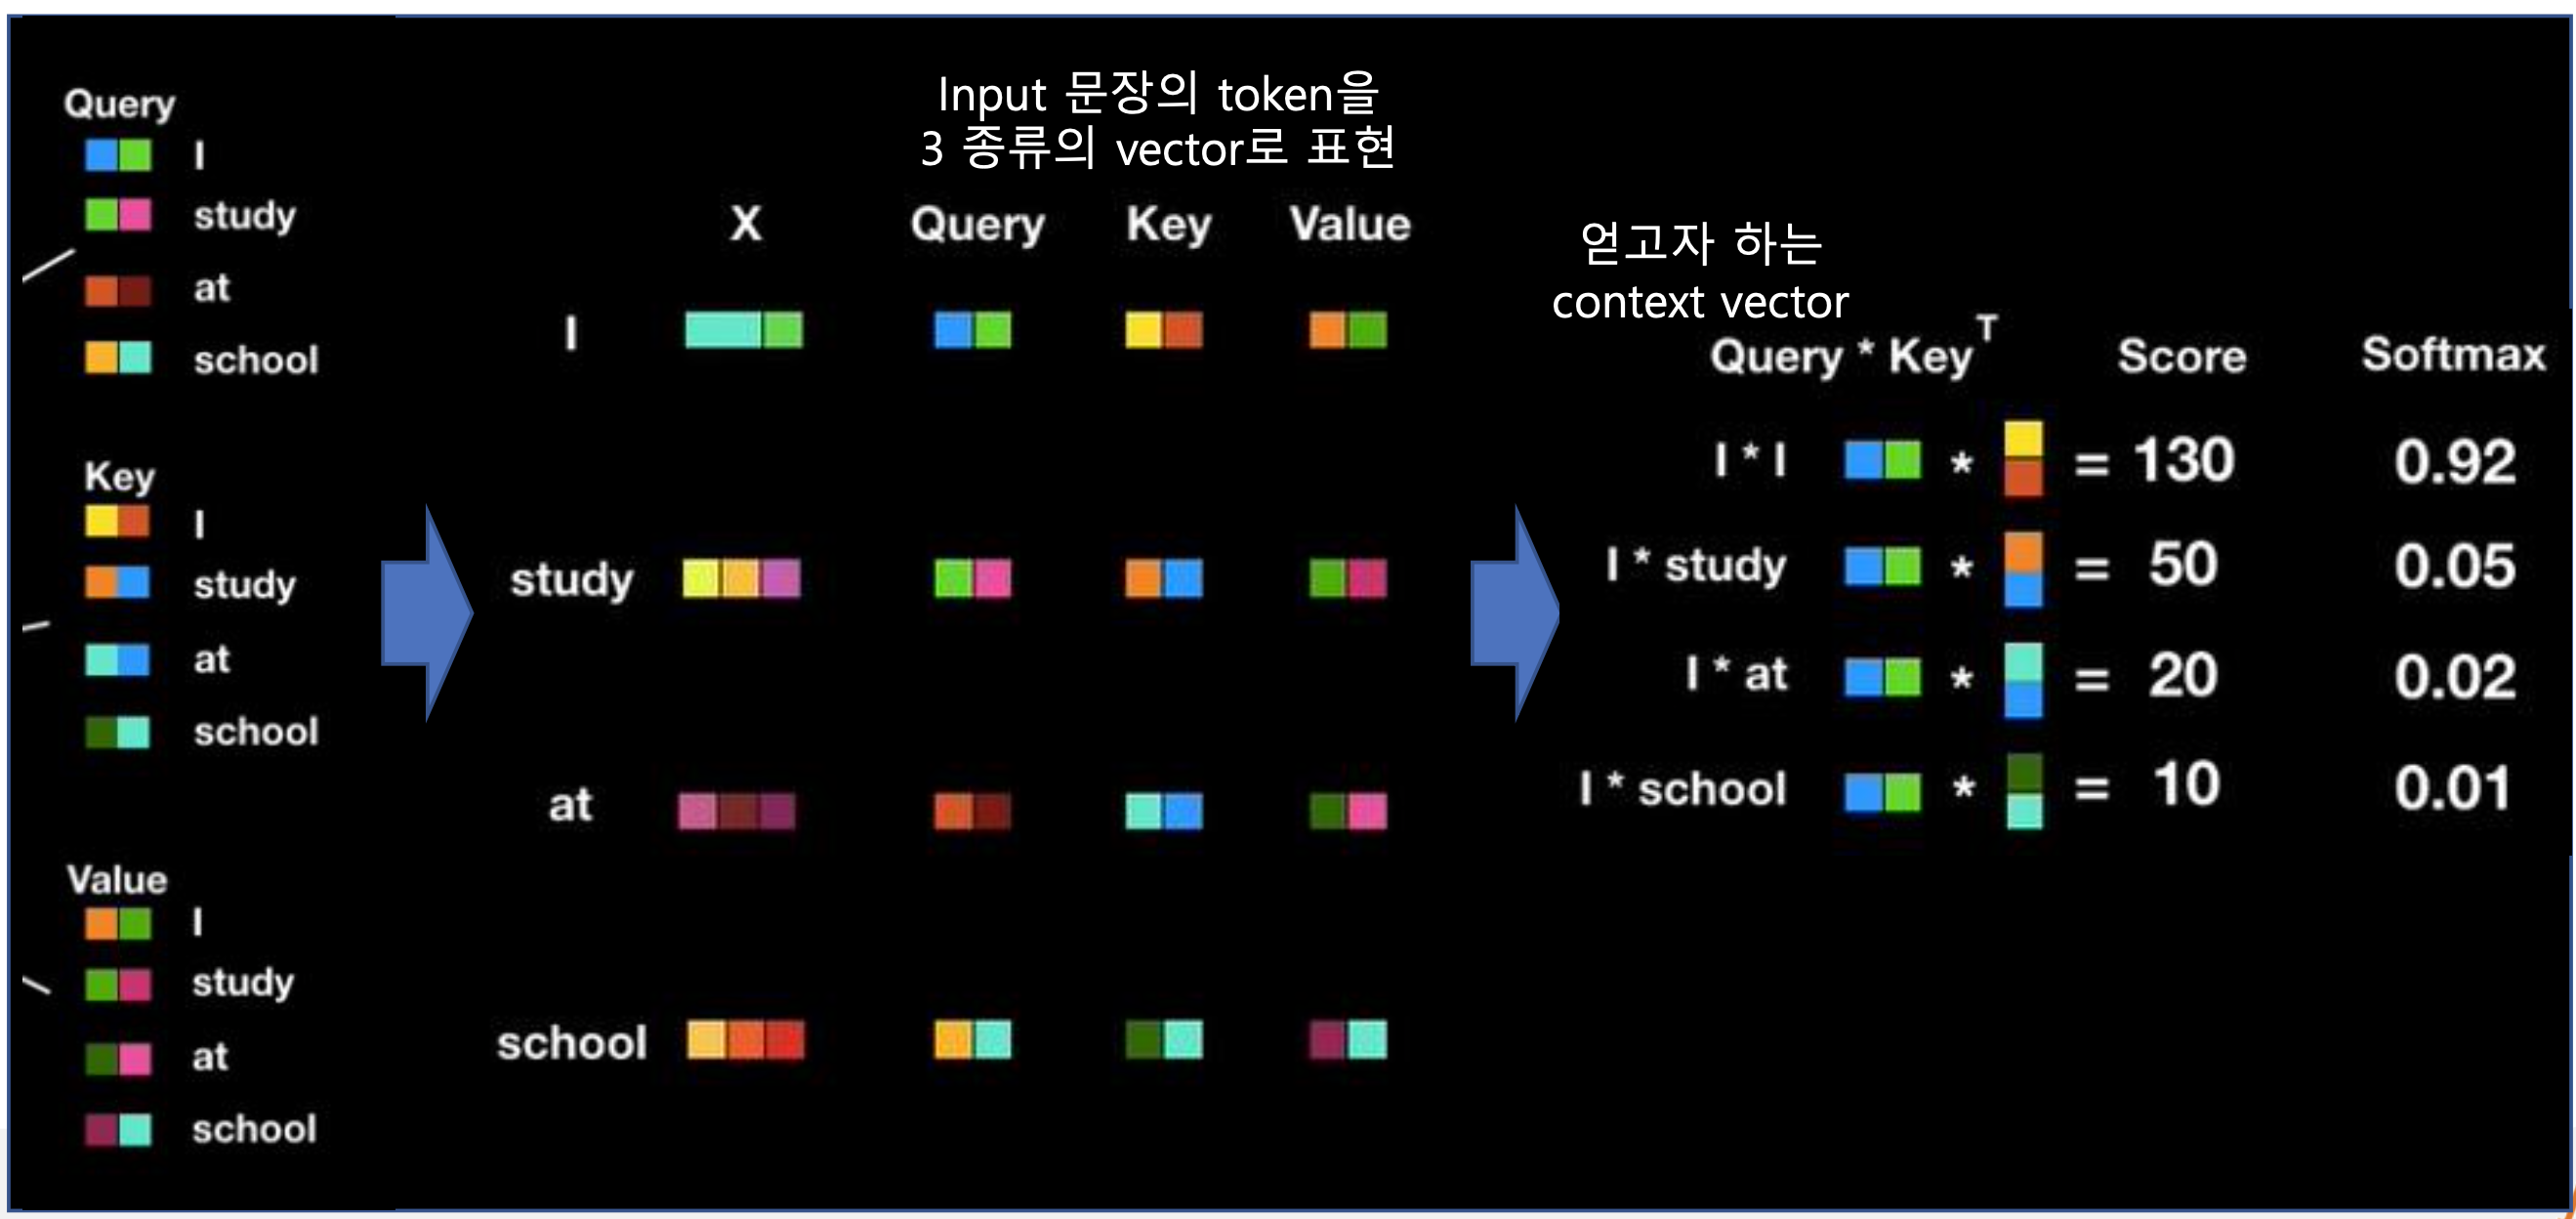 Query
I
study
at
school
Key
I
study
at
school
Value
I
study
at
school
Input 문장의 token을
3 종류의 vector로 표현
X Query Key Value
I
study
at
school
얻고자 하는
context vector
Query * Key^T Score Softmax
I * I * = 130 0.92
I * study * = 50 0.05
I * at * = 20 0.02
I * school * = 10 0.01